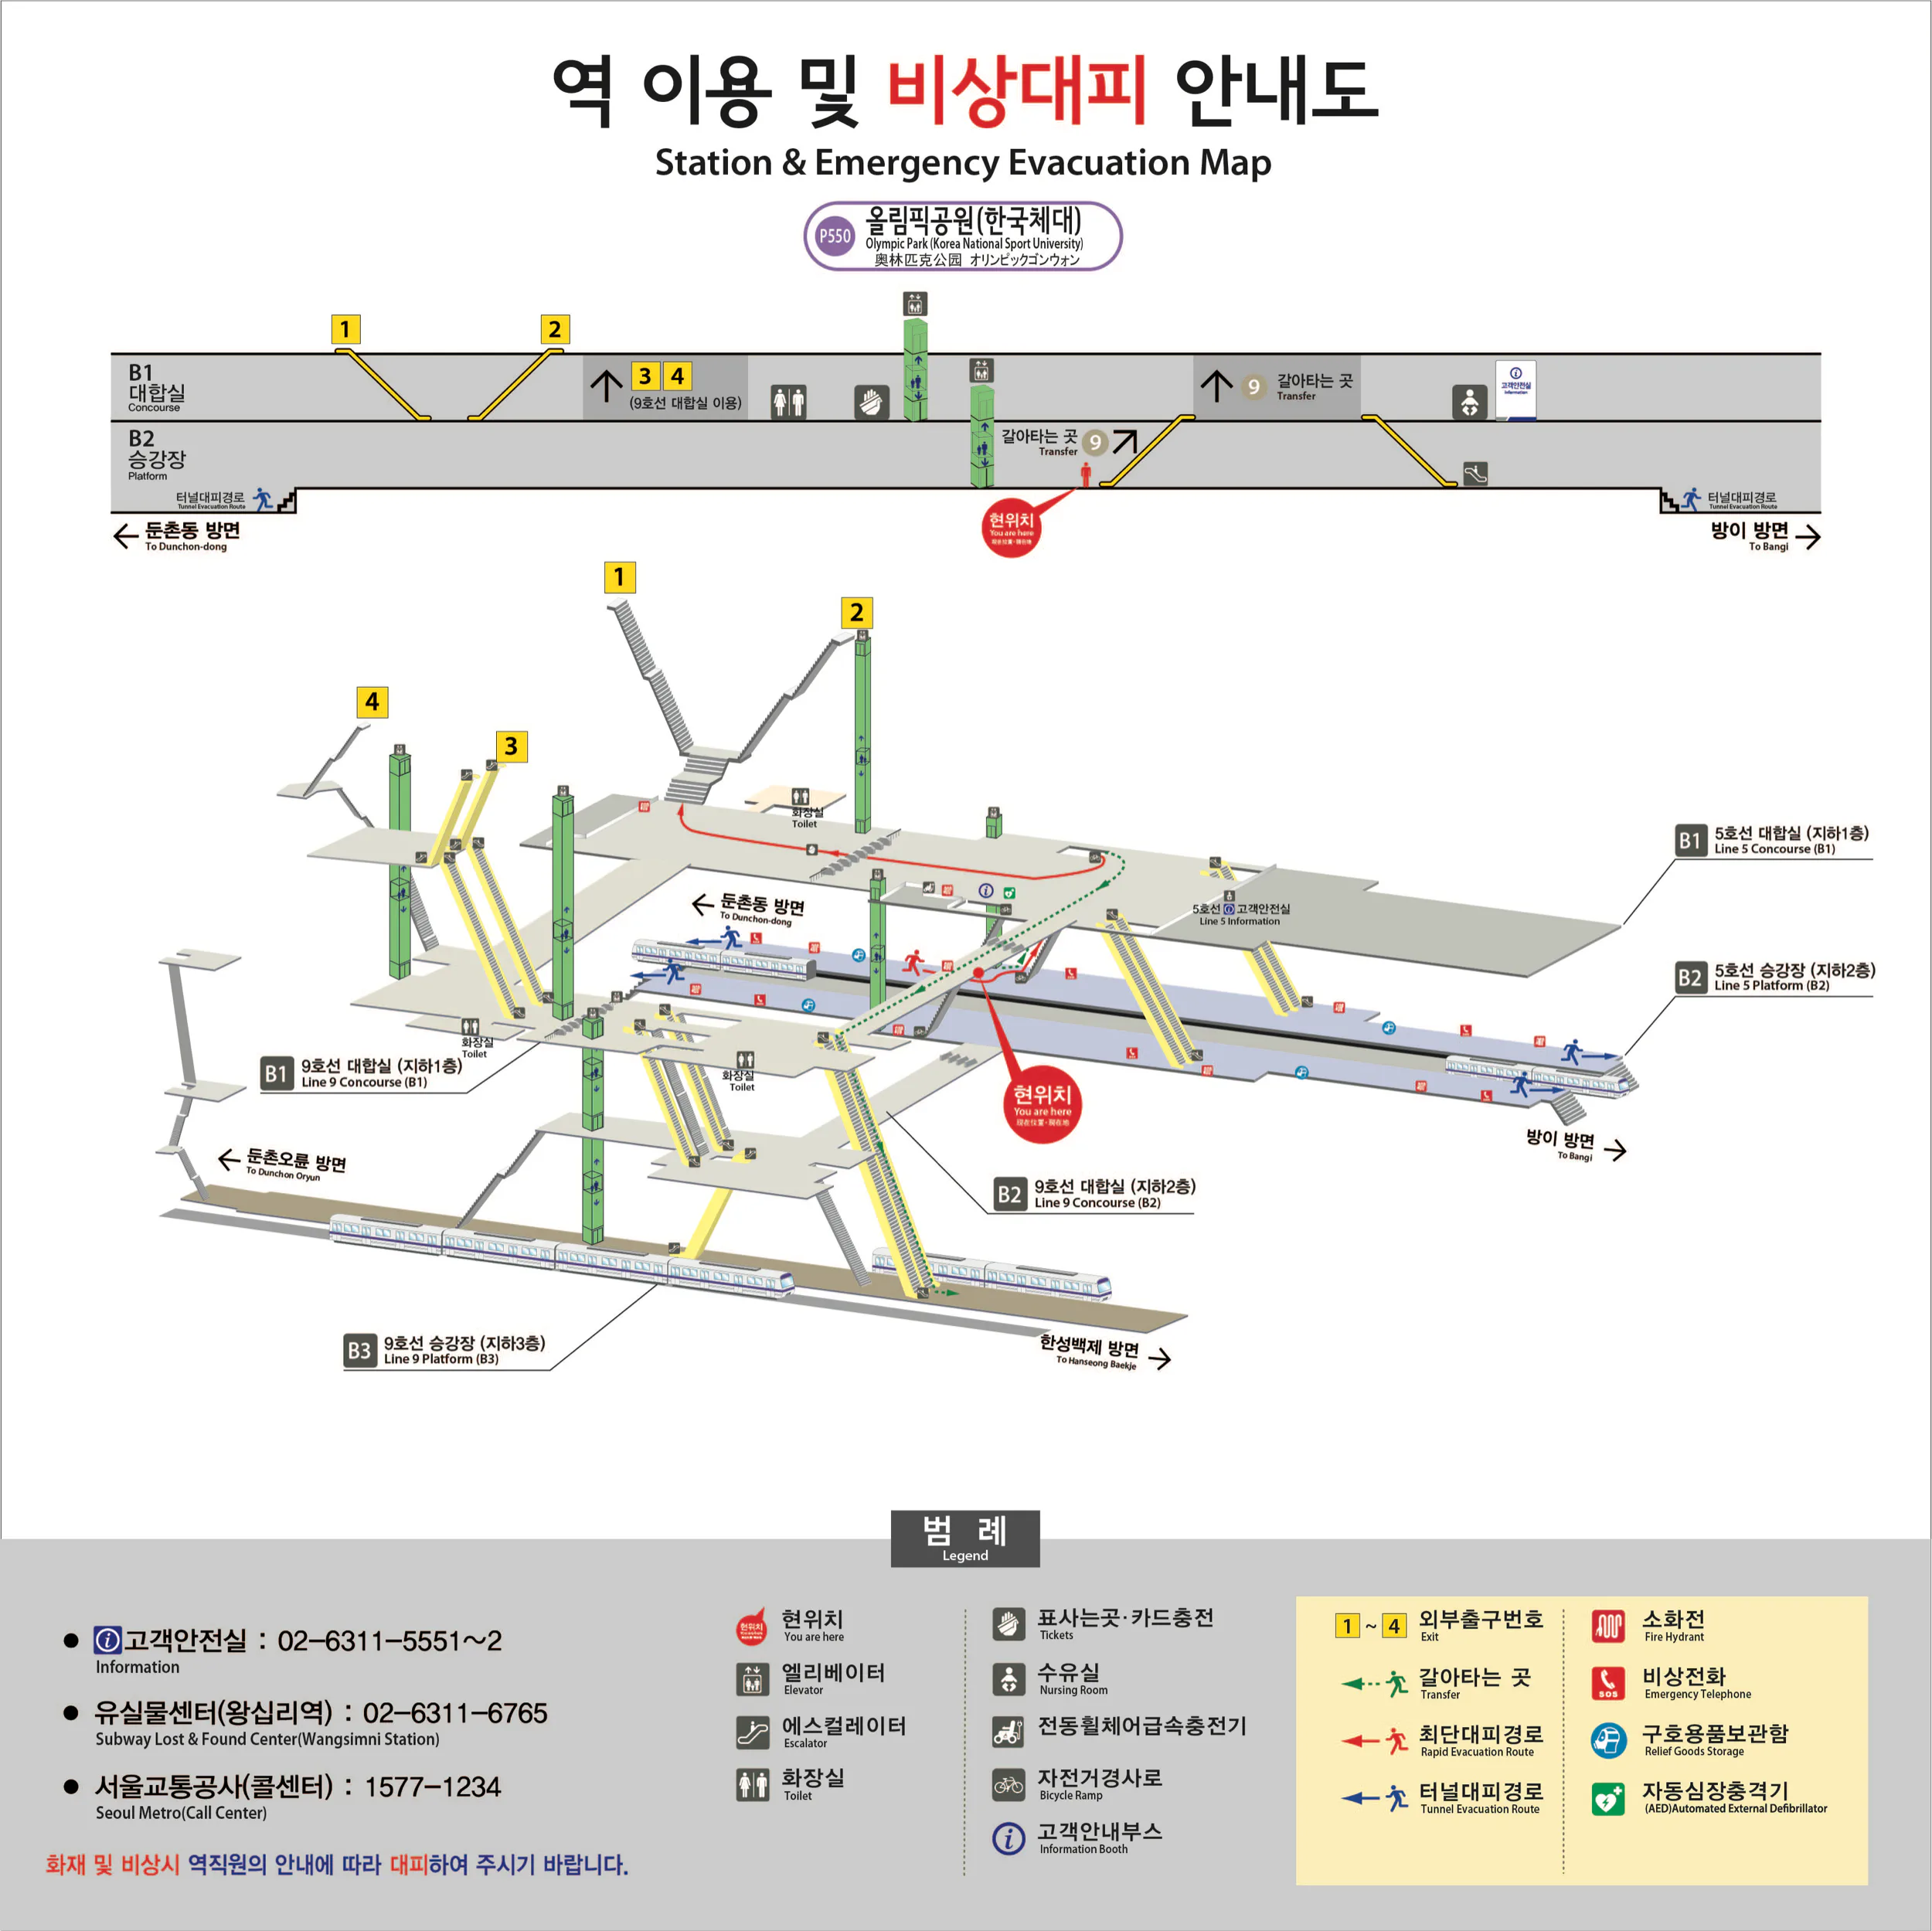 역 이용 및 비상대피 안내도
Station & Emergency Evacuation Map
P550
올림픽공원(한국체대)
Olympic Park (Korea National Sport University)
奥林匹克公园 オリンピックゴンウォン
1
2
B1
대합실
Concourse
3 4
(9호선 대합실 이용)
9 갈아타는 곳
Transfer
고객안전실
Information
B2
승강장
Platform
갈아타는 곳 9
Transfer
터널대피경로
Tunnel Evacuation Route
터널대피경로
Tunnel Evacuation Route
현위치
You are here
둔촌동 방면
To Dunchon-dong
방이 방면
To Bangi
1
2
4
3
화장실
Toilet
B1 5호선 대합실 (지하1층)
Line 5 Concourse (B1)
둔촌동 방면
To Dunchon-dong
5호선 고객안전실
Line 5 Information
B2 5호선 승강장 (지하2층)
Line 5 Platform (B2)
화장실
Toilet
B1 9호선 대합실 (지하1층)
Line 9 Concourse (B1)
화장실
Toilet
현위치
You are here
방이 방면
To Bangi
둔촌오륜 방면
To Dunchon Oryun
B2 9호선 대합실 (지하2층)
Line 9 Concourse (B2)
B3 9호선 승강장 (지하3층)
Line 9 Platform (B3)
한성백제 방면
To Hanseong Baekje
범 례
Legend
고객안전실 : 02-6311-5551~2
Information
유실물센터(왕십리역) : 02-6311-6765
Subway Lost & Found Center(Wangsimni Station)
서울교통공사(콜센터) : 1577-1234
Seoul Metro(Call Center)
화재 및 비상시 역직원의 안내에 따라 대피하여 주시기 바랍니다.
현위치
현위치
You are here
엘리베이터
Elevator
에스컬레이터
Escalator
화장실
Toilet
표사는곳·카드충전
Tickets
수유실
Nursing Room
전동휠체어급속충전기
자전거경사로
Bicycle Ramp
고객안내부스
Information Booth
1 ~ 4 외부출구번호
Exit
갈아타는 곳
Transfer
최단대피경로
Rapid Evacuation Route
터널대피경로
Tunnel Evacuation Route
소화전
Fire Hydrant
SOS
비상전화
Emergency Telephone
구호용품보관함
Relief Goods Storage
자동심장충격기
(AED)Automated External Defibrillator